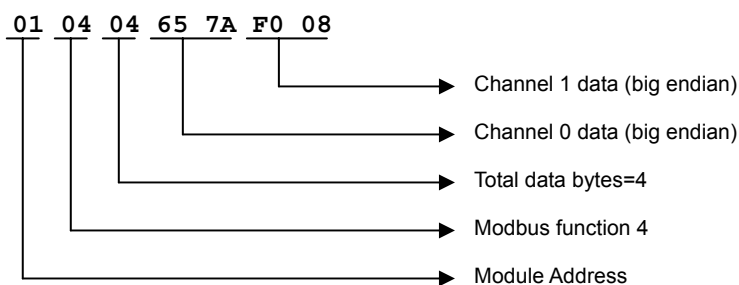 01 04 04 65 7A F0 08
Channel 1 data (big endian)
Channel 0 data (big endian)
Total data bytes=4
Modbus function 4
Module Address